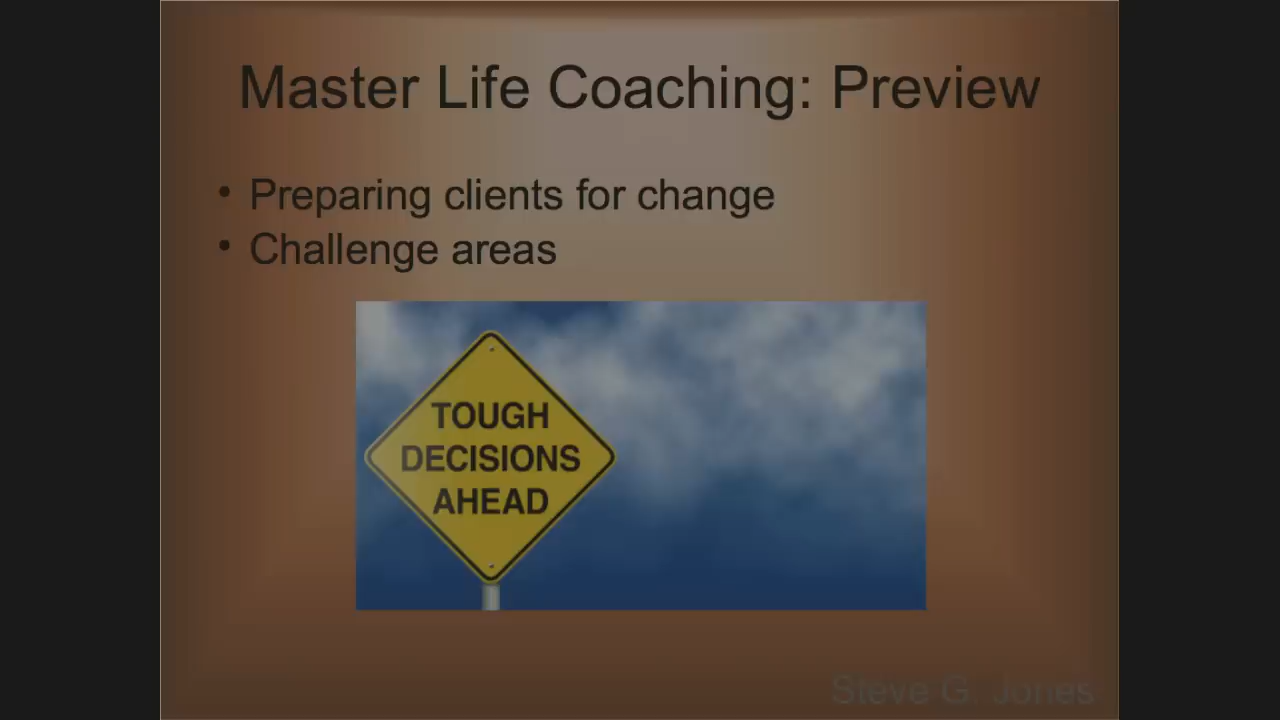 Master Life Coaching: Preview
• Preparing clients for change
• Challenge areas
TOUGH
DECISIONS
AHEAD
Steve G. Jones